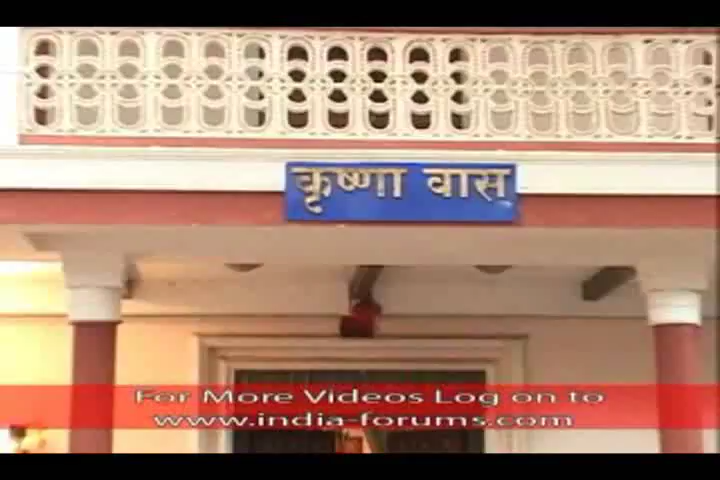 कृष्णा वास
For More Videos Log on to
www.india-forums.com